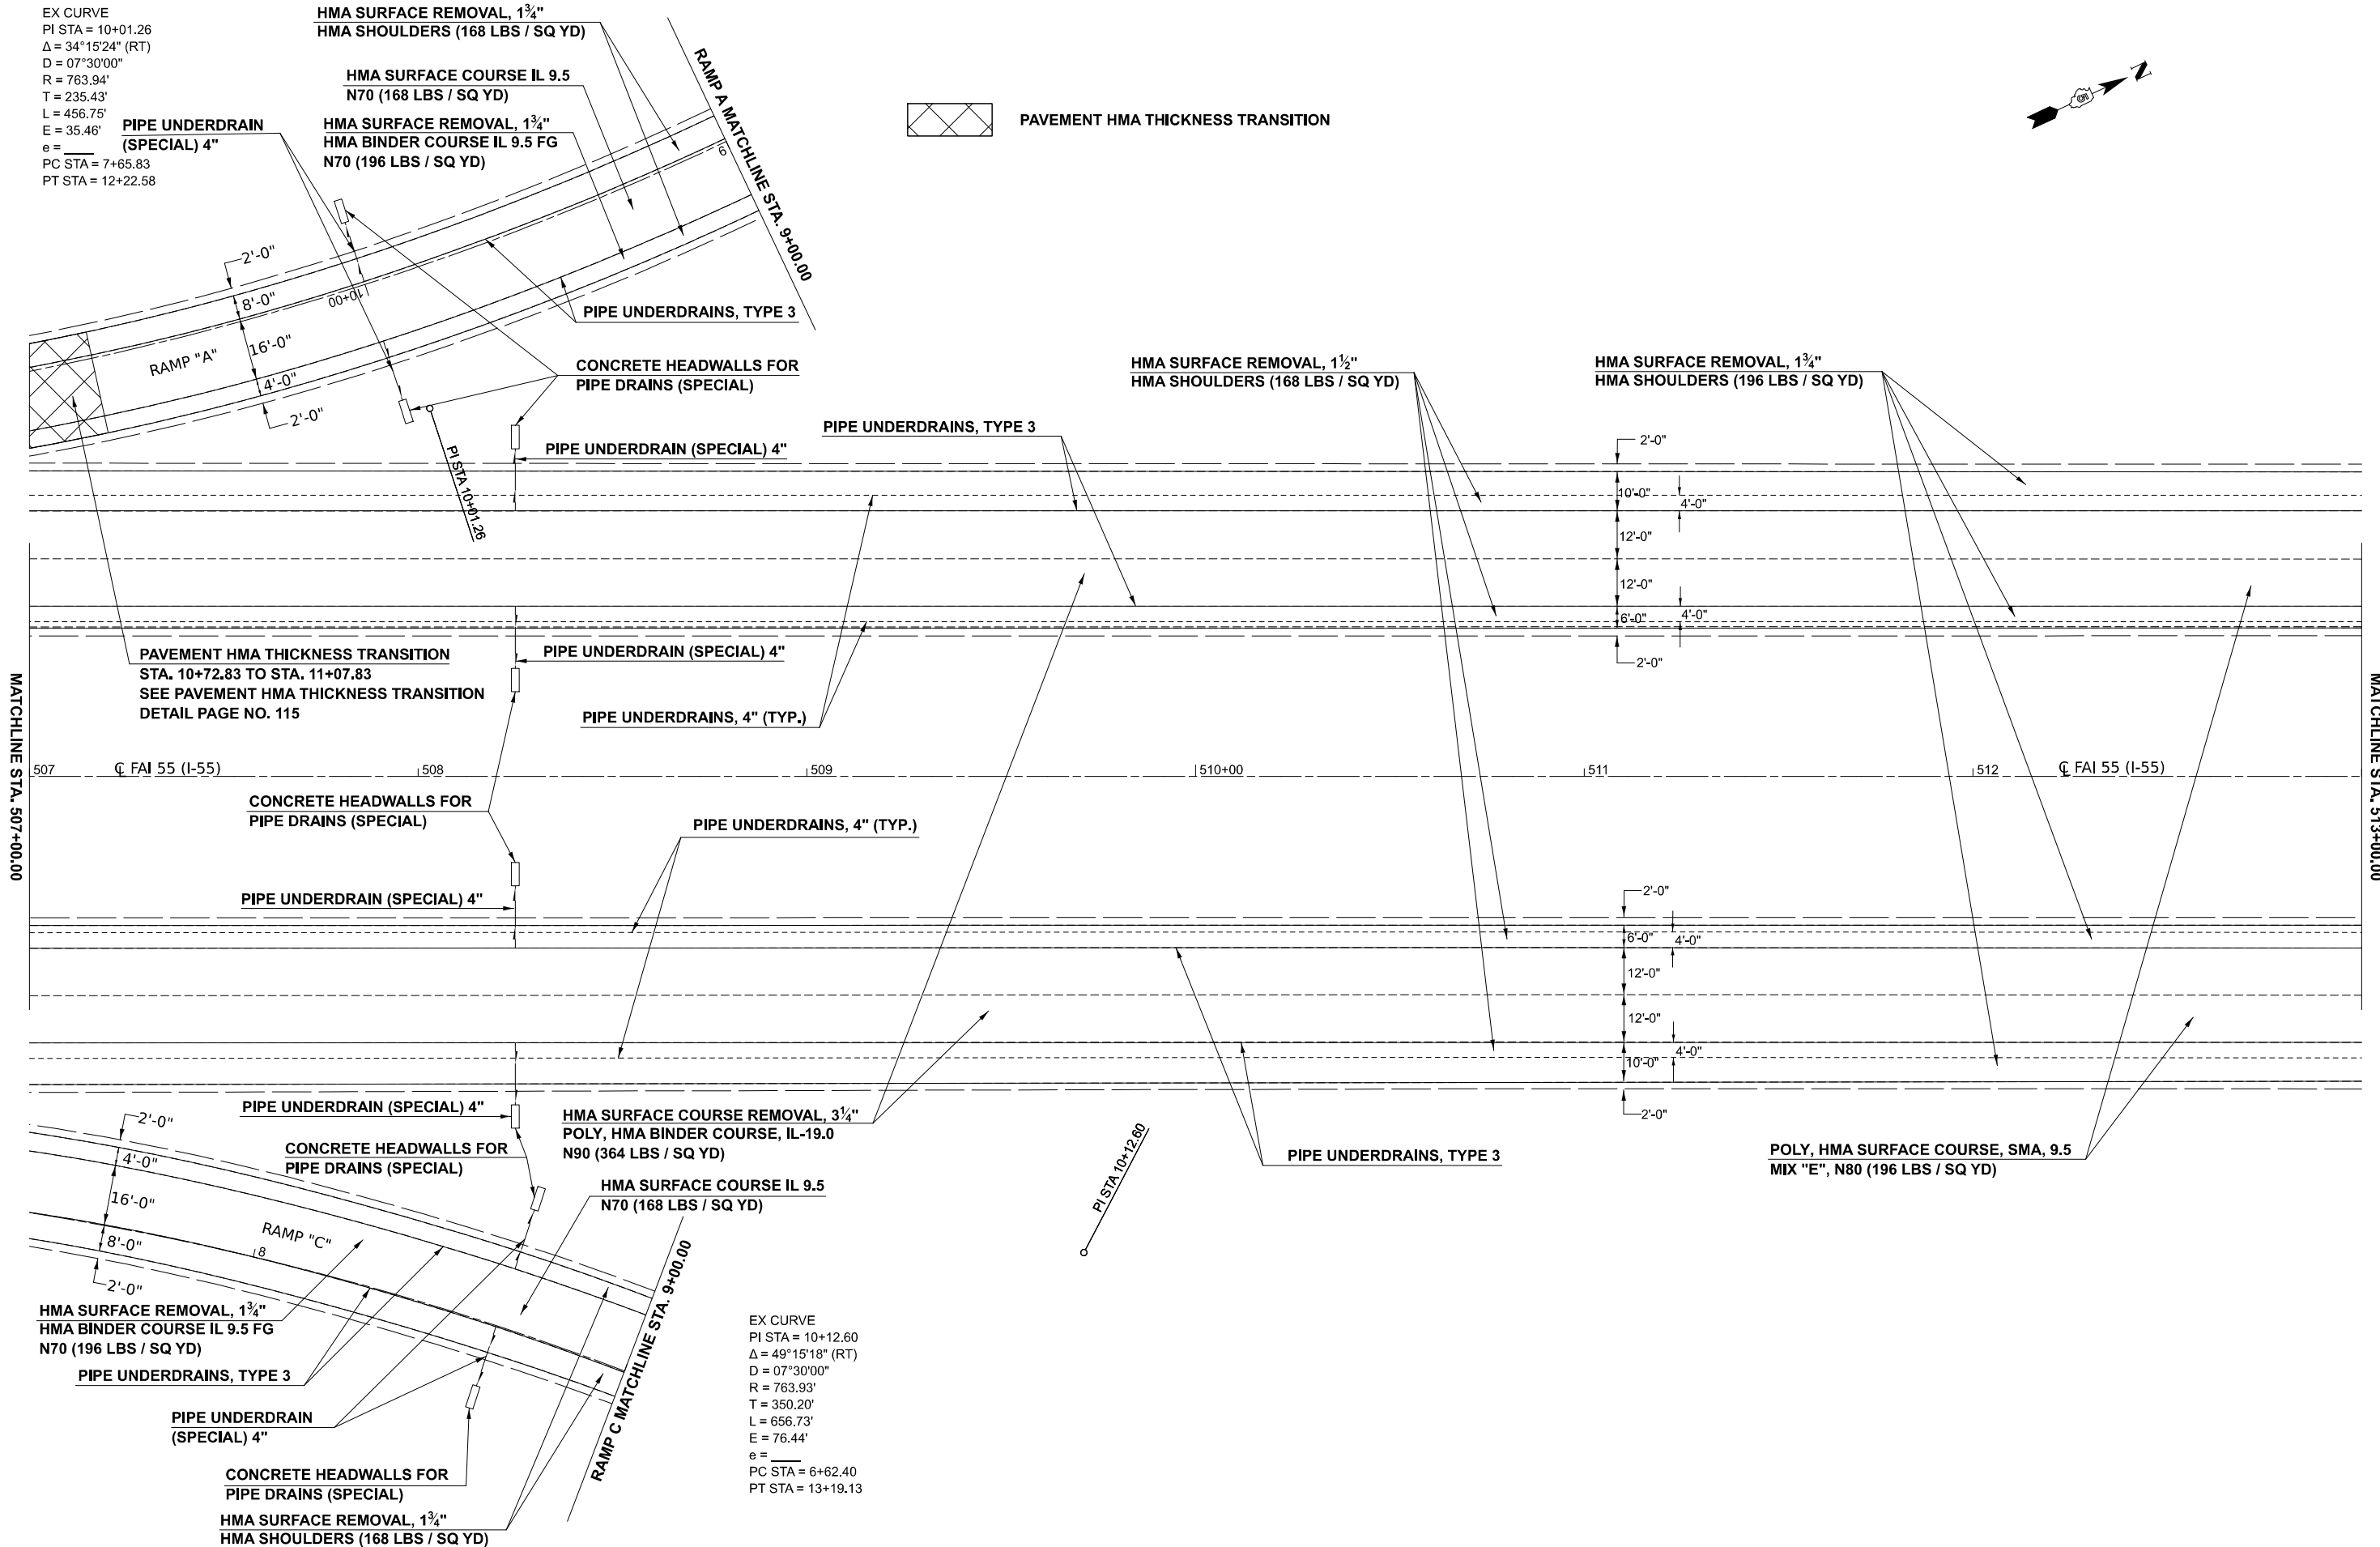 EX CURVE
PI STA = 10+01.26
Δ = 34°15'24" (RT)
D = 07°30'00"
R = 763.94'
T = 235.43'
L = 456.75'
E = 35.46'
e = ____
PC STA = 7+65.83
PT STA = 12+22.58
PIPE UNDERDRAIN
(SPECIAL) 4"
HMA SURFACE REMOVAL, 1¾"
HMA SHOULDERS (168 LBS / SQ YD)
HMA SURFACE COURSE IL 9.5
N70 (168 LBS / SQ YD)
HMA SURFACE REMOVAL, 1¾"
HMA BINDER COURSE IL 9.5 FG
N70 (196 LBS / SQ YD)
RAMP A MATCHLINE STA. 9+00.00
PAVEMENT HMA THICKNESS TRANSITION
N
55
9
10+00
2'-0"
8'-0"
16'-0"
4'-0"
2'-0"
RAMP "A"
PIPE UNDERDRAINS, TYPE 3
CONCRETE HEADWALLS FOR
PIPE DRAINS (SPECIAL)
PI STA 10+01.26
PIPE UNDERDRAIN (SPECIAL) 4"
PIPE UNDERDRAINS, TYPE 3
HMA SURFACE REMOVAL, 1½"
HMA SHOULDERS (168 LBS / SQ YD)
HMA SURFACE REMOVAL, 1¾"
HMA SHOULDERS (196 LBS / SQ YD)
2'-0"
10'-0"
4'-0"
12'-0"
12'-0"
6'-0"
4'-0"
2'-0"
PAVEMENT HMA THICKNESS TRANSITION
STA. 10+72.83 TO STA. 11+07.83
SEE PAVEMENT HMA THICKNESS TRANSITION
DETAIL PAGE NO. 115
PIPE UNDERDRAIN (SPECIAL) 4"
PIPE UNDERDRAINS, 4" (TYP.)
MATCHLINE STA. 507+00.00
MATCHLINE STA. 513+00.00
507
℄ FAI 55 (I-55)
508
509
510+00
511
512
℄ FAI 55 (I-55)
CONCRETE HEADWALLS FOR
PIPE DRAINS (SPECIAL)
PIPE UNDERDRAINS, 4" (TYP.)
PIPE UNDERDRAIN (SPECIAL) 4"
2'-0"
6'-0"
4'-0"
12'-0"
12'-0"
4'-0"
10'-0"
2'-0"
PIPE UNDERDRAIN (SPECIAL) 4"
CONCRETE HEADWALLS FOR
PIPE DRAINS (SPECIAL)
HMA SURFACE COURSE REMOVAL, 3¼"
POLY, HMA BINDER COURSE, IL-19.0
N90 (364 LBS / SQ YD)
HMA SURFACE COURSE IL 9.5
N70 (168 LBS / SQ YD)
PI STA 10+12.60
PIPE UNDERDRAINS, TYPE 3
POLY, HMA SURFACE COURSE, SMA, 9.5
MIX "E", N80 (196 LBS / SQ YD)
2'-0"
4'-0"
16'-0"
8'-0"
2'-0"
RAMP "C"
8
RAMP C MATCHLINE STA. 9+00.00
HMA SURFACE REMOVAL, 1¾"
HMA BINDER COURSE IL 9.5 FG
N70 (196 LBS / SQ YD)
PIPE UNDERDRAINS, TYPE 3
PIPE UNDERDRAIN
(SPECIAL) 4"
CONCRETE HEADWALLS FOR
PIPE DRAINS (SPECIAL)
HMA SURFACE REMOVAL, 1¾"
HMA SHOULDERS (168 LBS / SQ YD)
EX CURVE
PI STA = 10+12.60
Δ = 49°15'18" (RT)
D = 07°30'00"
R = 763.93'
T = 350.20'
L = 656.73'
E = 76.44'
e = ____
PC STA = 6+62.40
PT STA = 13+19.13